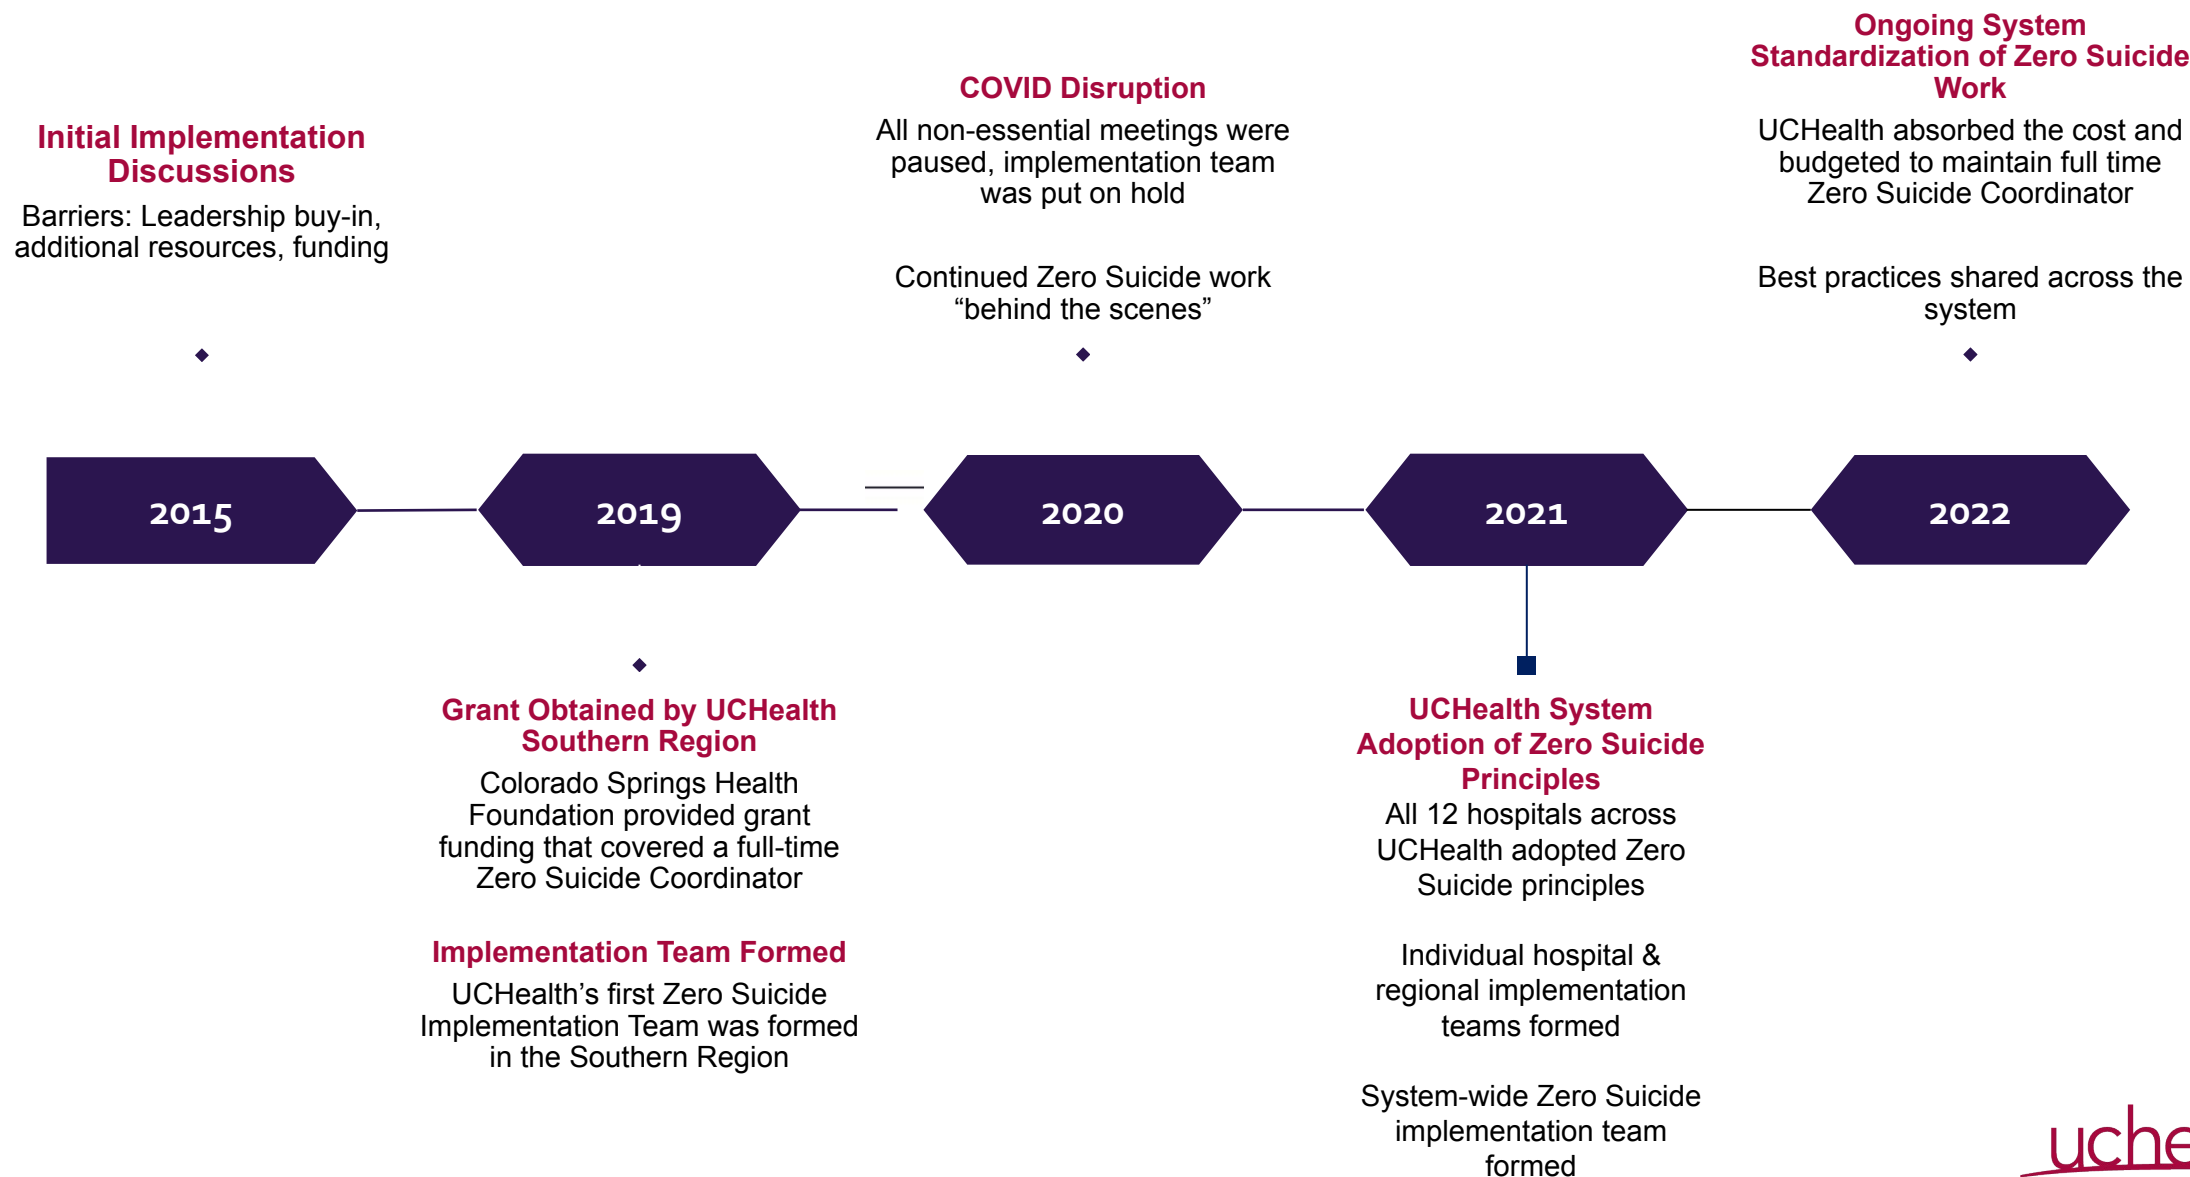 Initial Implementation
Discussions
Barriers: Leadership buy-in,
additional resources, funding
COVID Disruption
All non-essential meetings were
paused, implementation team
was put on hold
Continued Zero Suicide work
“behind the scenes”
Ongoing System
Standardization of Zero Suicide
Work
UCHealth absorbed the cost and
budgeted to maintain full time
Zero Suicide Coordinator
Best practices shared across the
system
2015
2019
2020
2021
2022
Grant Obtained by UCHealth
Southern Region
Colorado Springs Health
Foundation provided grant
funding that covered a full-time
Zero Suicide Coordinator
Implementation Team Formed
UCHealth’s first Zero Suicide
Implementation Team was formed
in the Southern Region
UCHealth System
Adoption of Zero Suicide
Principles
All 12 hospitals across
UCHealth adopted Zero
Suicide principles
Individual hospital &
regional implementation
teams formed
System-wide Zero Suicide
implementation team
formed
uche